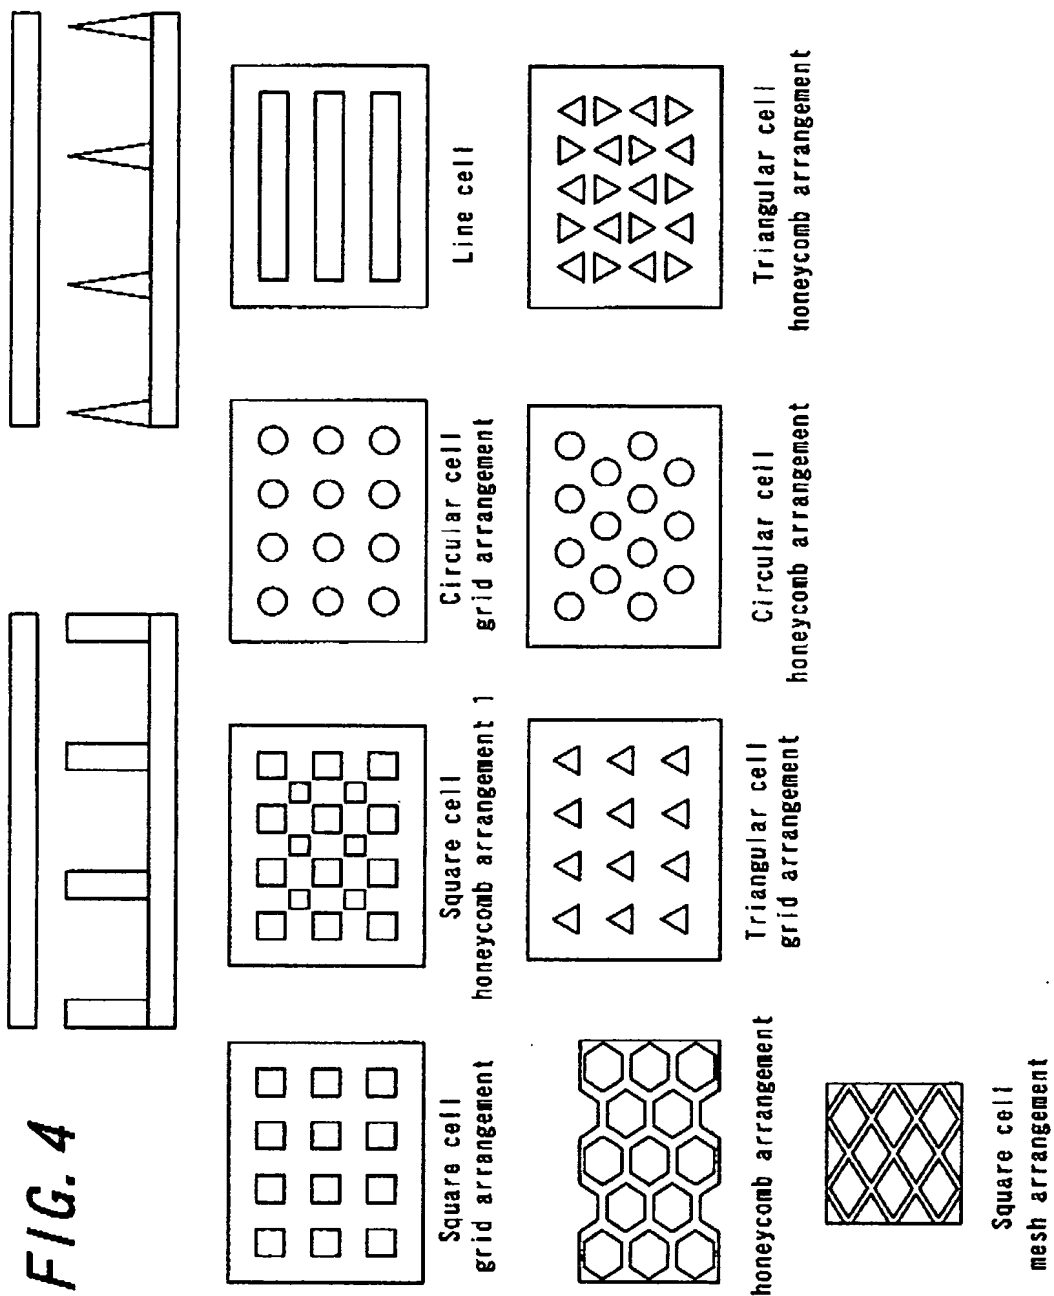 FIG. 4
Square cell
grid arrangement
Square cell
honeycomb arrangement 1
Circular cell
grid arrangement
Line cell
honeycomb arrangement
Triangular cell
grid arrangement
Circular cell
honeycomb arrangement
Triangular cell
honeycomb arrangement
Square cell
mesh arrangement